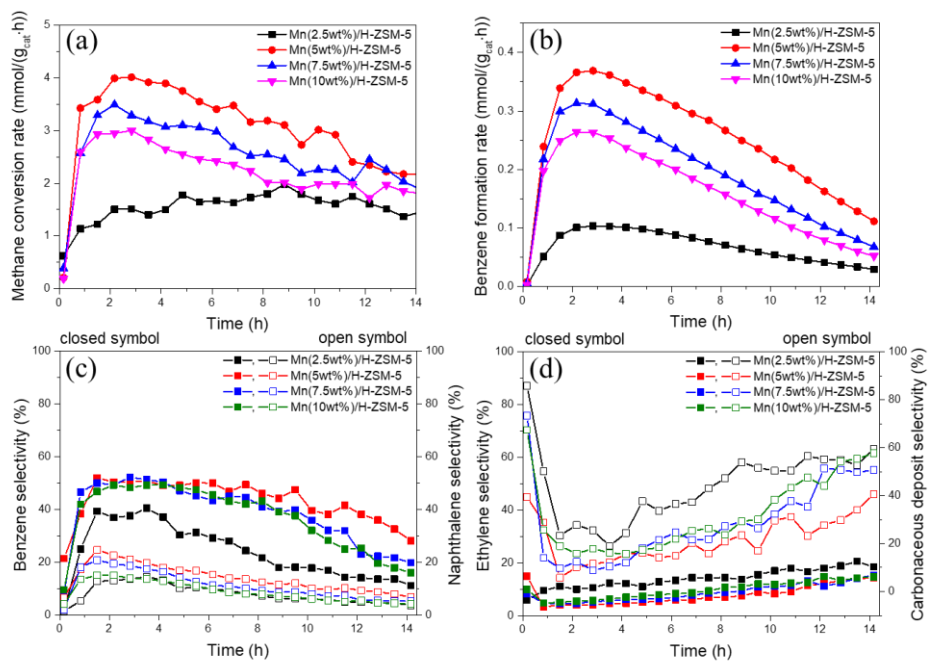 (a)
Mn(2.5wt%)/H-ZSM-5
Mn(5wt%)/H-ZSM-5
Mn(7.5wt%)/H-ZSM-5
Mn(10wt%)/H-ZSM-5
Methane conversion rate (mmol/(gcat·h))
5
4
3
2
1
0
0 2 4 6 8 10 12 14
Time (h)
(b)
Mn(2.5wt%)/H-ZSM-5
Mn(5wt%)/H-ZSM-5
Mn(7.5wt%)/H-ZSM-5
Mn(10wt%)/H-ZSM-5
Benzene formation rate (mmol/(gcat·h))
0.4
0.3
0.2
0.1
0.0
0 2 4 6 8 10 12 14
Time (h)
closed symbol open symbol
(c)
Mn(2.5wt%)/H-ZSM-5
Mn(5wt%)/H-ZSM-5
Mn(7.5wt%)/H-ZSM-5
Mn(10wt%)/H-ZSM-5
Benzene selectivity (%)
100
80
60
40
20
0
Naphthalene selectivity (%)
100
80
60
40
20
0
0 2 4 6 8 10 12 14
Time (h)
closed symbol open symbol
(d)
Mn(2.5wt%)/H-ZSM-5
Mn(5wt%)/H-ZSM-5
Mn(7.5wt%)/H-ZSM-5
Mn(10wt%)/H-ZSM-5
Ethylene selectivity (%)
100
80
60
40
20
0
Carbonaceous deposit selectivity (%)
100
80
60
40
20
0
0 2 4 6 8 10 12 14
Time (h)